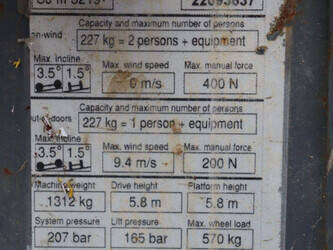 Capacity and maximum number of persons
227 kg = 2 persons + equipment
Max. incline Max. wind speed Max. manual force
3.5° 1.5° 0 m/s 400 N
Capacity and maximum number of persons
227 kg = 1 person + equipment
Max. incline Max. wind speed Max. manual force
3.5° 1.5° 9.4 m/s 200 N
Machine weight Drive height Platform height
1312 kg 5.8 m 5.8 m
System pressure Lift pressure Max. wheel load
207 bar 165 bar 570 kg